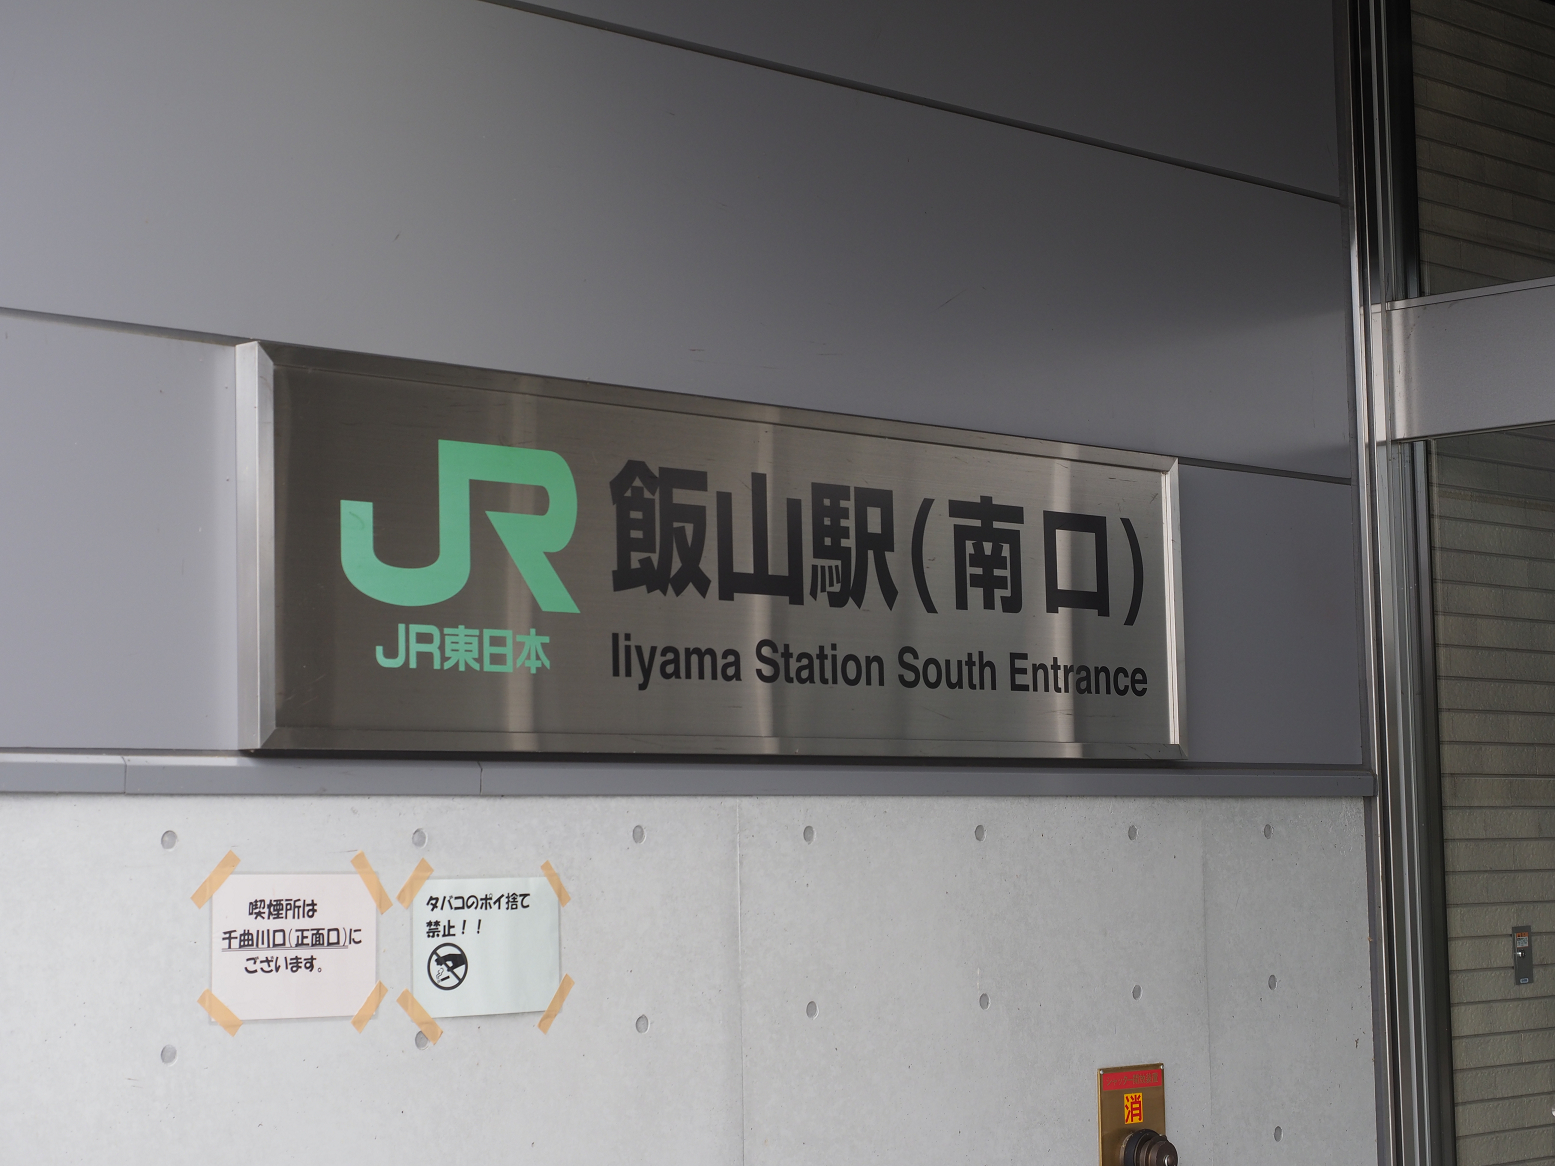 JR
JR東日本
飯山駅(南口)
Iiyama Station South Entrance
喫煙所は
千曲川口(正面口)に
ございます。
タバコのポイ捨て
禁止！！
消